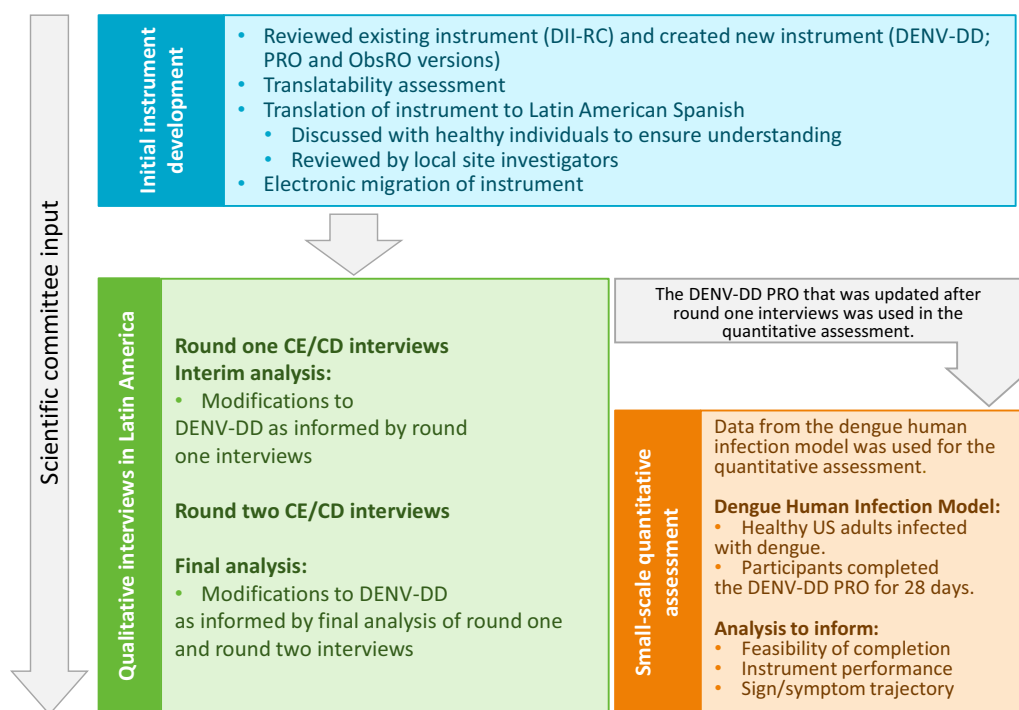 Scientific committee input
Initial instrument
development
• Reviewed existing instrument (DII-RC) and created new instrument (DENV-DD;
PRO and ObsRO versions)
• Translatability assessment
• Translation of instrument to Latin American Spanish
• Discussed with healthy individuals to ensure understanding
• Reviewed by local site investigators
• Electronic migration of instrument
Qualitative interviews in Latin America
Round one CE/CD interviews
Interim analysis:
• Modifications to
DENV-DD as informed by round
one interviews
Round two CE/CD interviews
Final analysis:
• Modifications to DENV-DD
as informed by final analysis of round one
and round two interviews
The DENV-DD PRO that was updated after
round one interviews was used in the
quantitative assessment.
Small-scale quantitative
assessment
Data from the dengue human
infection model was used for the
quantitative assessment.
Dengue Human Infection Model:
• Healthy US adults infected
with dengue.
• Participants completed
the DENV-DD PRO for 28 days.
Analysis to inform:
• Feasibility of completion
• Instrument performance
• Sign/symptom trajectory